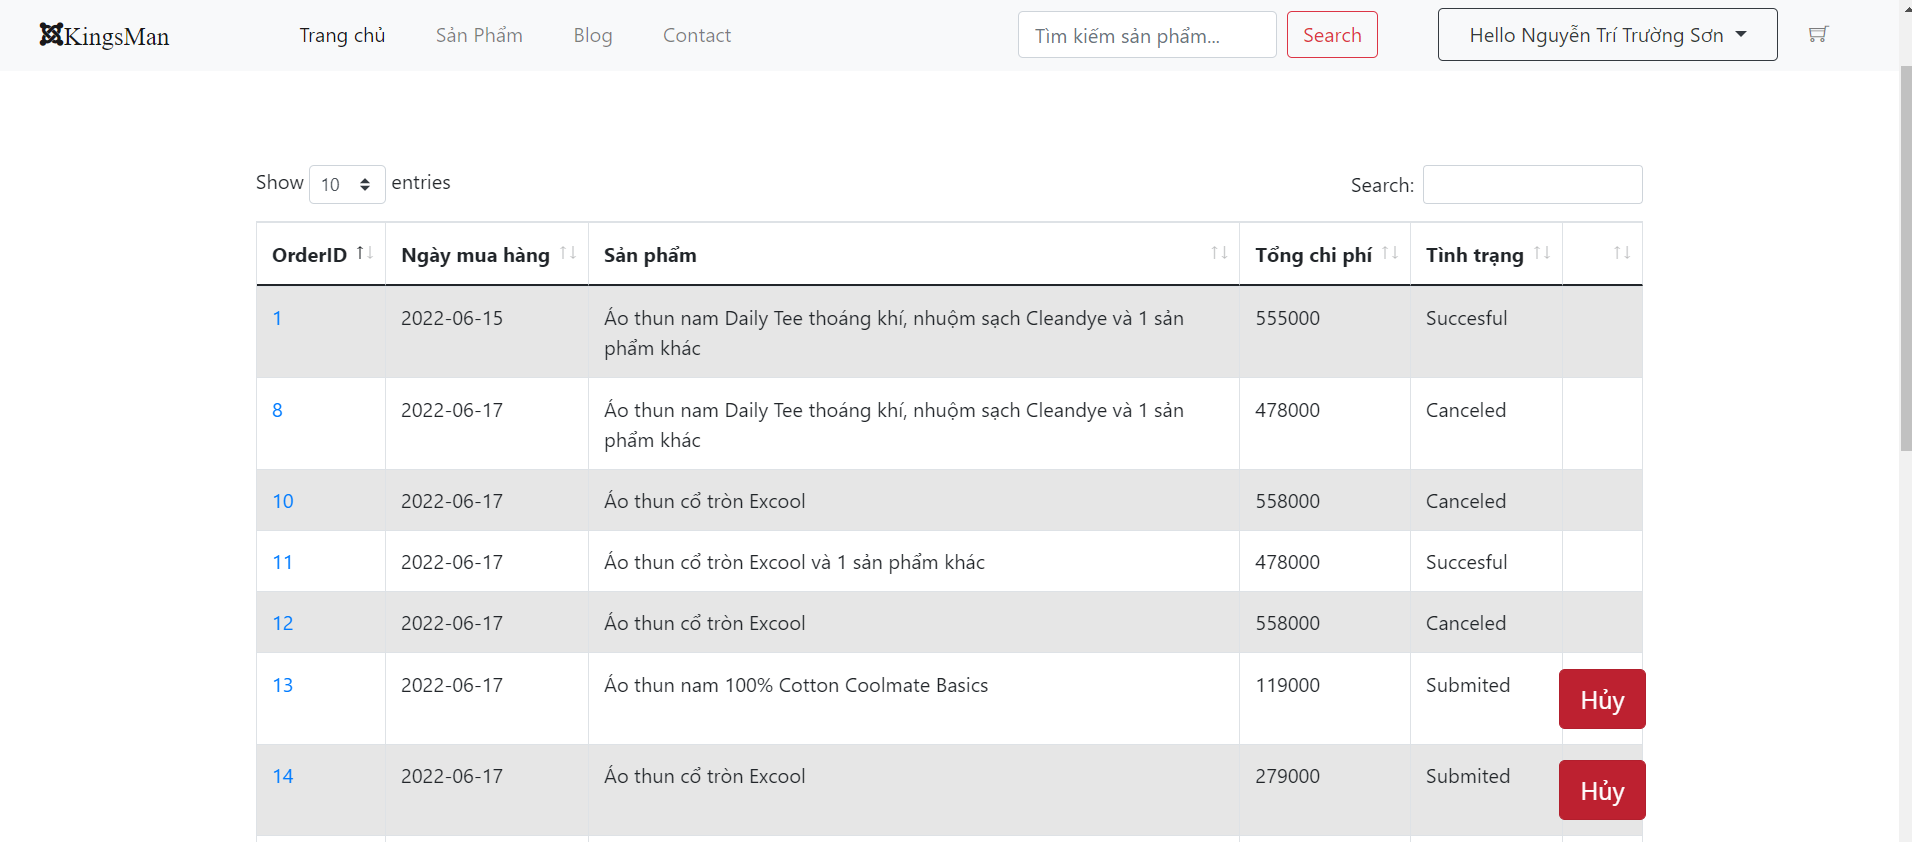 KingsMan Trang chủ Sản Phẩm Blog Contact Tìm kiếm sản phẩm... Search Hello Nguyễn Trí Trường Sơn
Show 10 entries Search:
OrderID Ngày mua hàng Sản phẩm Tổng chi phí Tình trạng
1 2022-06-15 Áo thun nam Daily Tee thoáng khí, nhuộm sạch Cleandye và 1 sản 555000 Succesful
phẩm khác
8 2022-06-17 Áo thun nam Daily Tee thoáng khí, nhuộm sạch Cleandye và 1 sản 478000 Canceled
phẩm khác
10 2022-06-17 Áo thun cổ tròn Excool 558000 Canceled
11 2022-06-17 Áo thun cổ tròn Excool và 1 sản phẩm khác 478000 Succesful
12 2022-06-17 Áo thun cổ tròn Excool 558000 Canceled
13 2022-06-17 Áo thun nam 100% Cotton Coolmate Basics 119000 Submited Hủy
14 2022-06-17 Áo thun cổ tròn Excool 279000 Submited Hủy